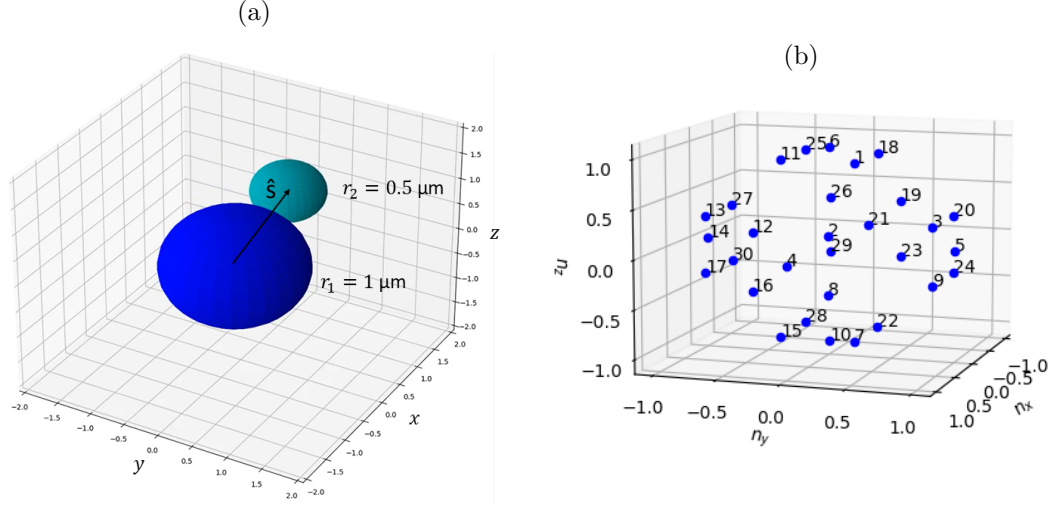 (a)
(b)
ŝ
r₂ = 0.5 μm
r₁ = 1 μm
z
2.0
1.5
1.0
0.5
0.0
−0.5
−1.0
−1.5
−2.0
2.0
1.5
1.0
0.5
0.0
−0.5
−1.0
−1.5
−2.0
x
−2.0
−1.5
−1.0
−0.5
0.0
0.5
1.0
1.5
2.0
y
25 6
11 1 18
26 19
27
13 20
12 2 21 3
14
29 23 5
30 4 24
17
16 8 9
28
15 10 7 22
1.0
0.5
0.0
−0.5
−1.0
n_z
−1.0
−0.5
0.0
0.5
1.0
n_y
−1.0
−0.5
0.0
0.5
1.0
n_x